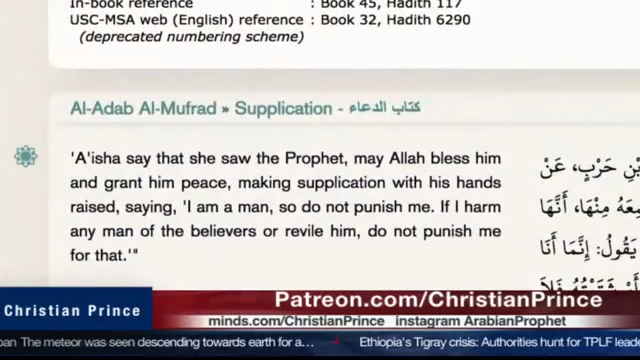 In-book reference : Book 45, Hadith 117
USC-MSA web (English) reference : Book 32, Hadith 6290
(deprecated numbering scheme)
Al-Adab Al-Mufrad » Supplication - كتاب الدعاء
'A'isha say that she saw the Prophet, may Allah bless him
and grant him peace, making supplication with his hands
raised, saying, 'I am a man, so do not punish me. If I harm
any man of the believers or revile him, do not punish me
for that.'"
بْنِ حَرْبٍ، عَنْ
مِنْهَا، أَنَّهَا
يَقُولُ: إِنَّمَا أَنَا
Christian Prince
Patreon.com/ChristianPrince
minds.com/ChristianPrince instagram ArabianProphet
The meteor was seen descending towards earth for a... Ethiopia's Tigray crisis: Authorities hunt for TPLF